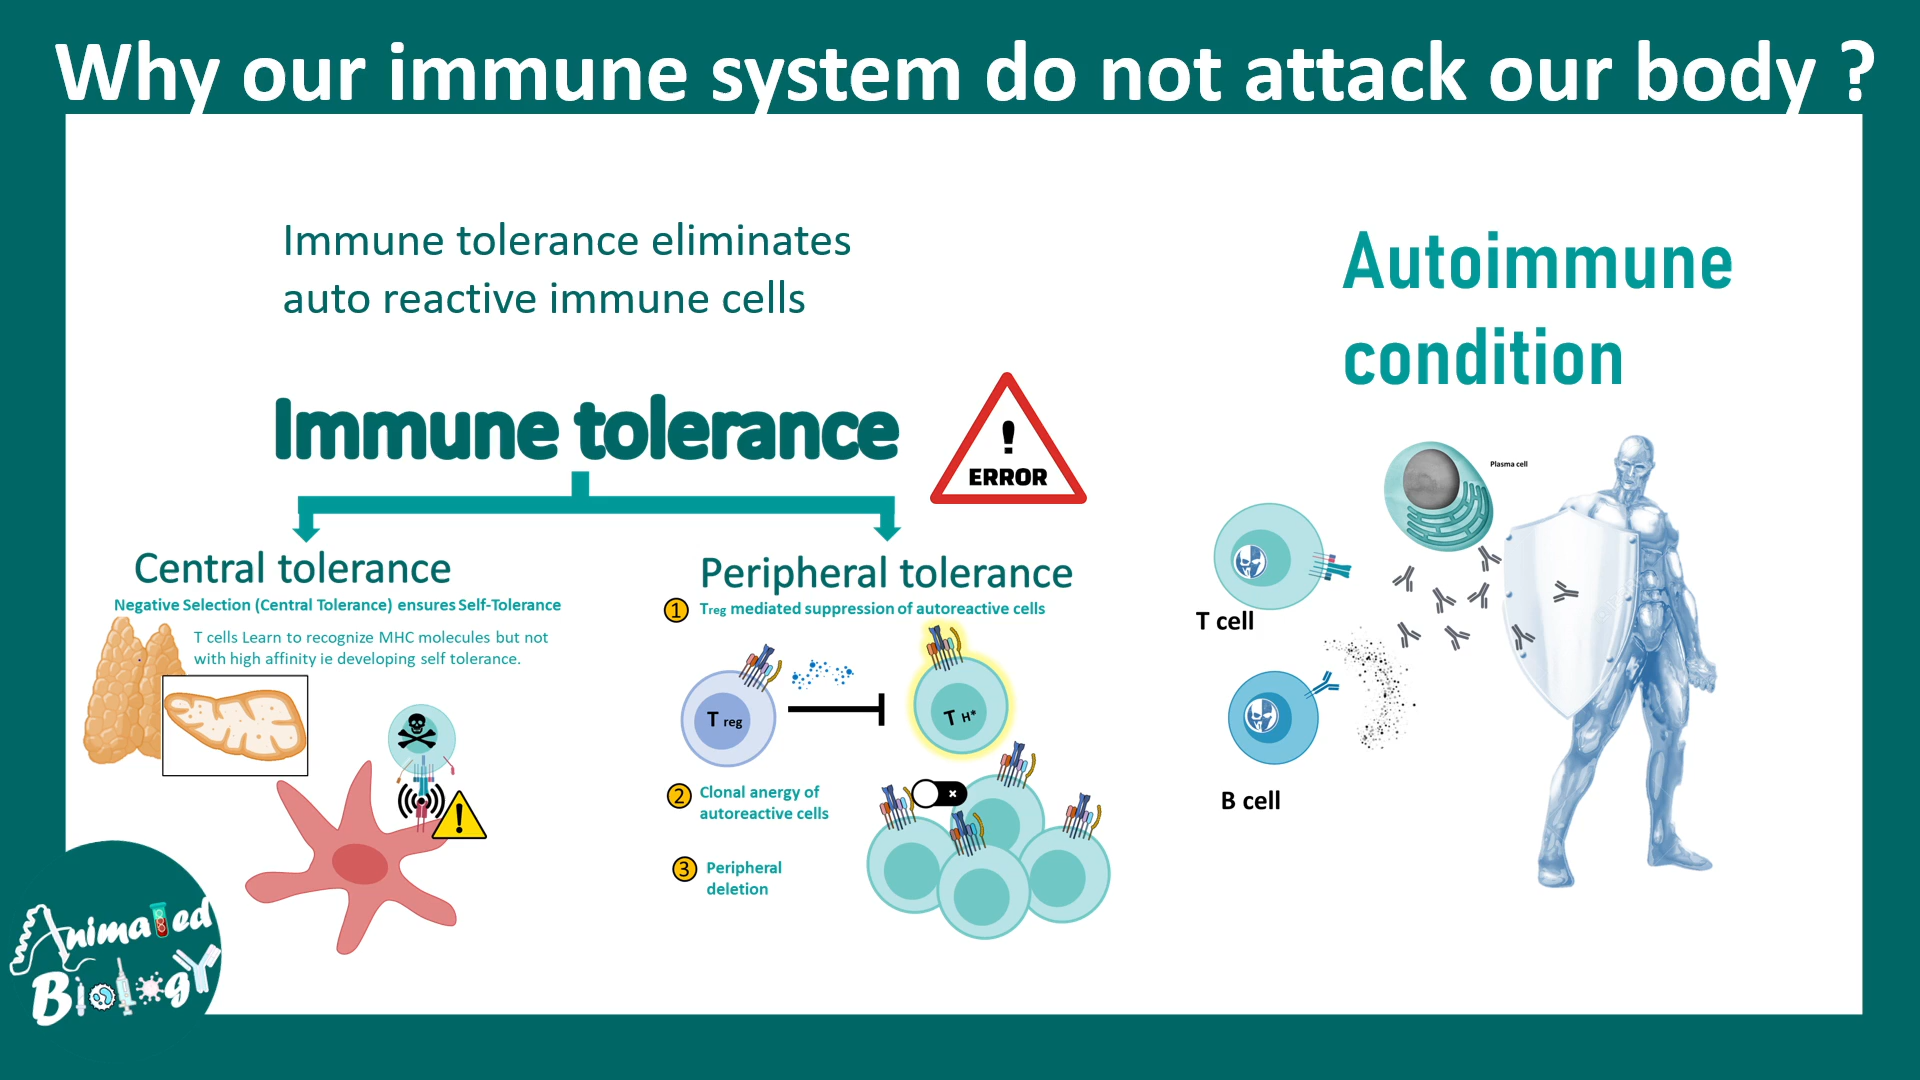 Why our immune system do not attack our body ?
Immune tolerance eliminates
auto reactive immune cells
Immune tolerance
! 
ERROR
Central tolerance
Negative Selection (Central Tolerance) ensures Self-Tolerance
T cells Learn to recognize MHC molecules but not
with high affinity ie developing self tolerance.
!
Peripheral tolerance
1 Treg mediated suppression of autoreactive cells
T reg
T H*
2 Clonal anergy of
autoreactive cells
3 Peripheral
deletion
Autoimmune
condition
Plasma cell
T cell
B cell
Animated
Biology